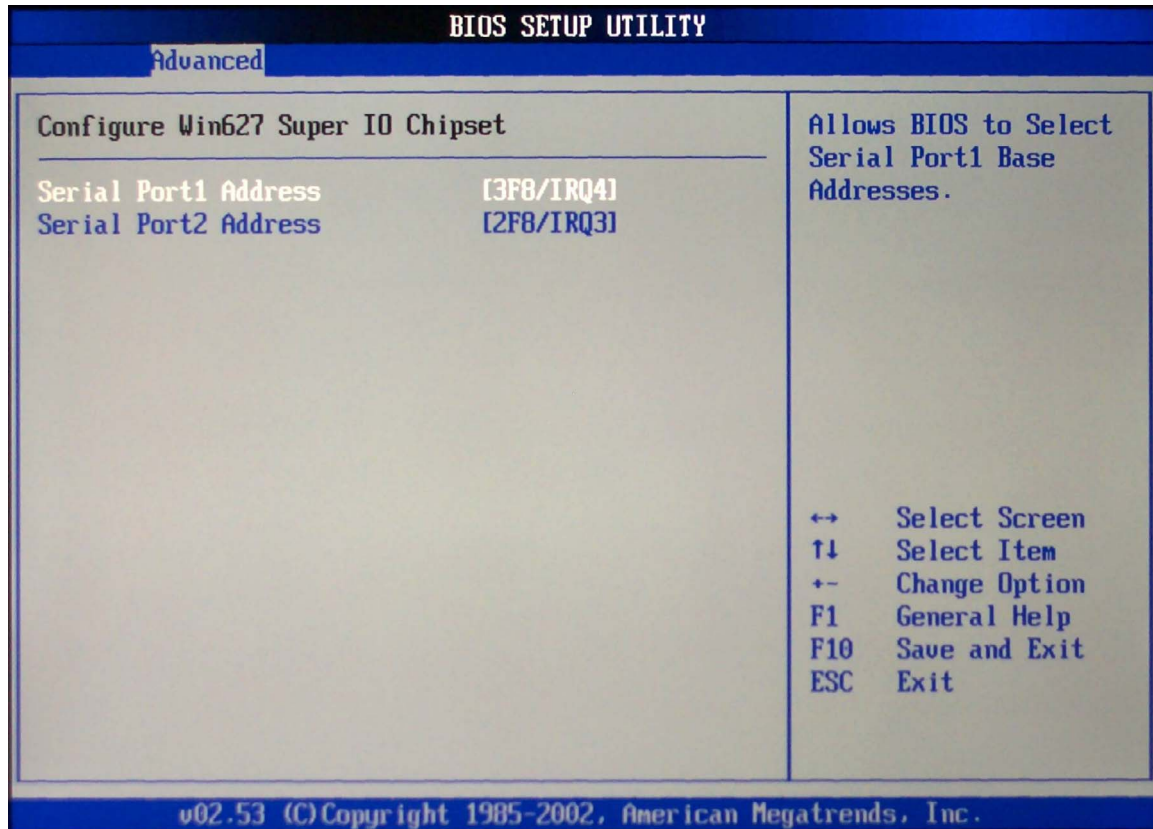 BIOS SETUP UTILITY
Advanced
Configure Win627 Super IO Chipset
Serial Port1 Address [3F8/IRQ4]
Serial Port2 Address [2F8/IRQ3]
Allows BIOS to Select
Serial Port1 Base
Addresses.
←→ Select Screen
↑↓ Select Item
+- Change Option
F1 General Help
F10 Save and Exit
ESC Exit
v02.53 (C)Copyright 1985-2002, American Megatrends, Inc.